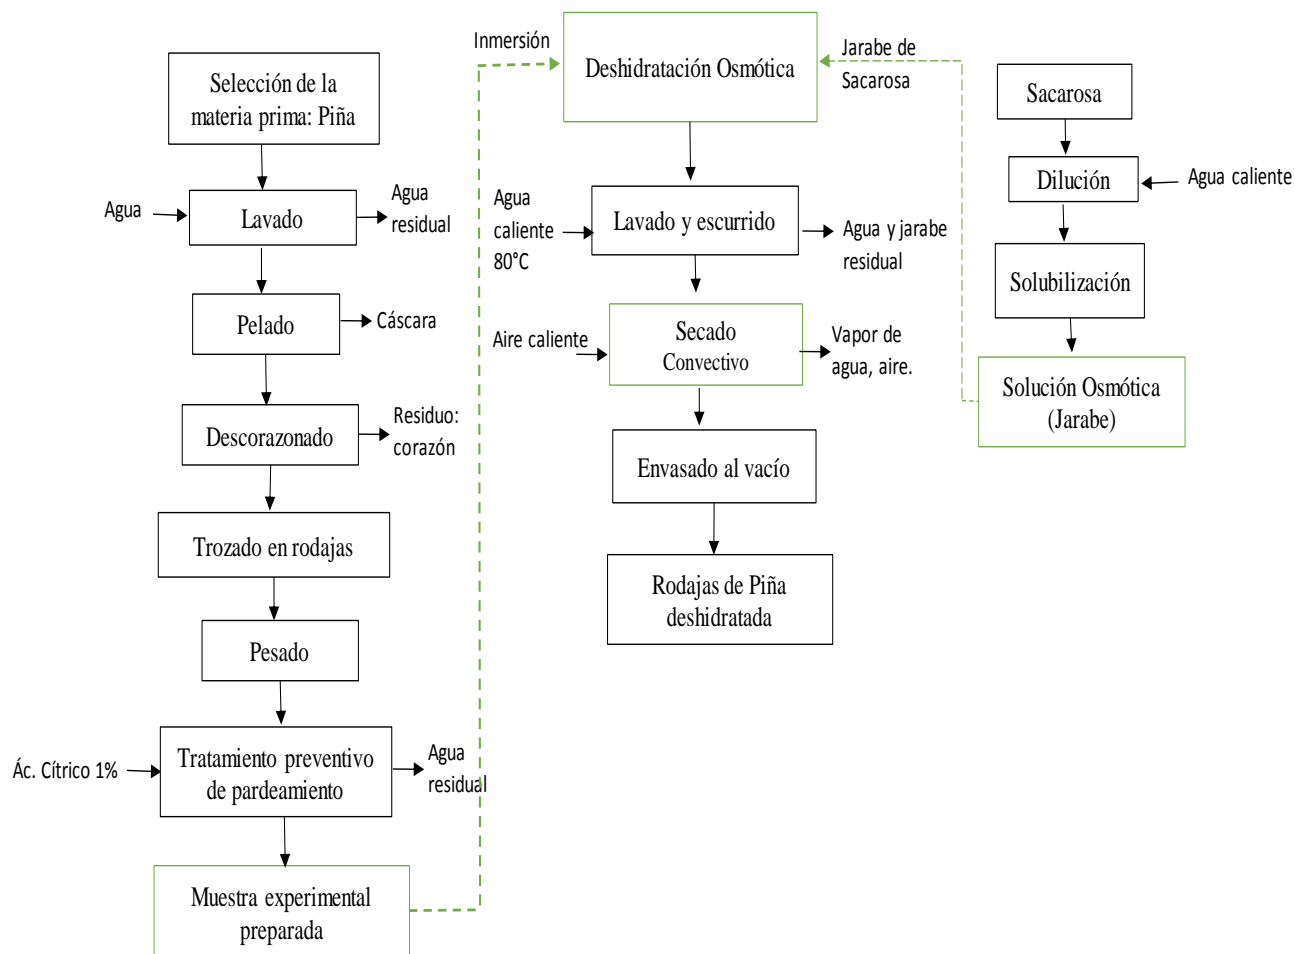 Selección de la
materia prima: Piña
Agua
Lavado
Agua
residual
Pelado
Cáscara
Descorazonado
Residuo:
corazón
Trozado en rodajas
Pesado
Ác. Cítrico 1%
Tratamiento preventivo
de pardeamiento
Agua
residual
Muestra experimental
preparada
Inmersión
Deshidratación Osmótica
Jarabe de
Sacarosa
Agua
caliente
80°C
Lavado y escurrido
Agua y jarabe
residual
Aire caliente
Secado
Convectivo
Vapor de
agua, aire.
Envasado al vacío
Rodajas de Piña
deshidratada
Sacarosa
Dilución
Agua caliente
Solubilización
Solución Osmótica
(Jarabe)